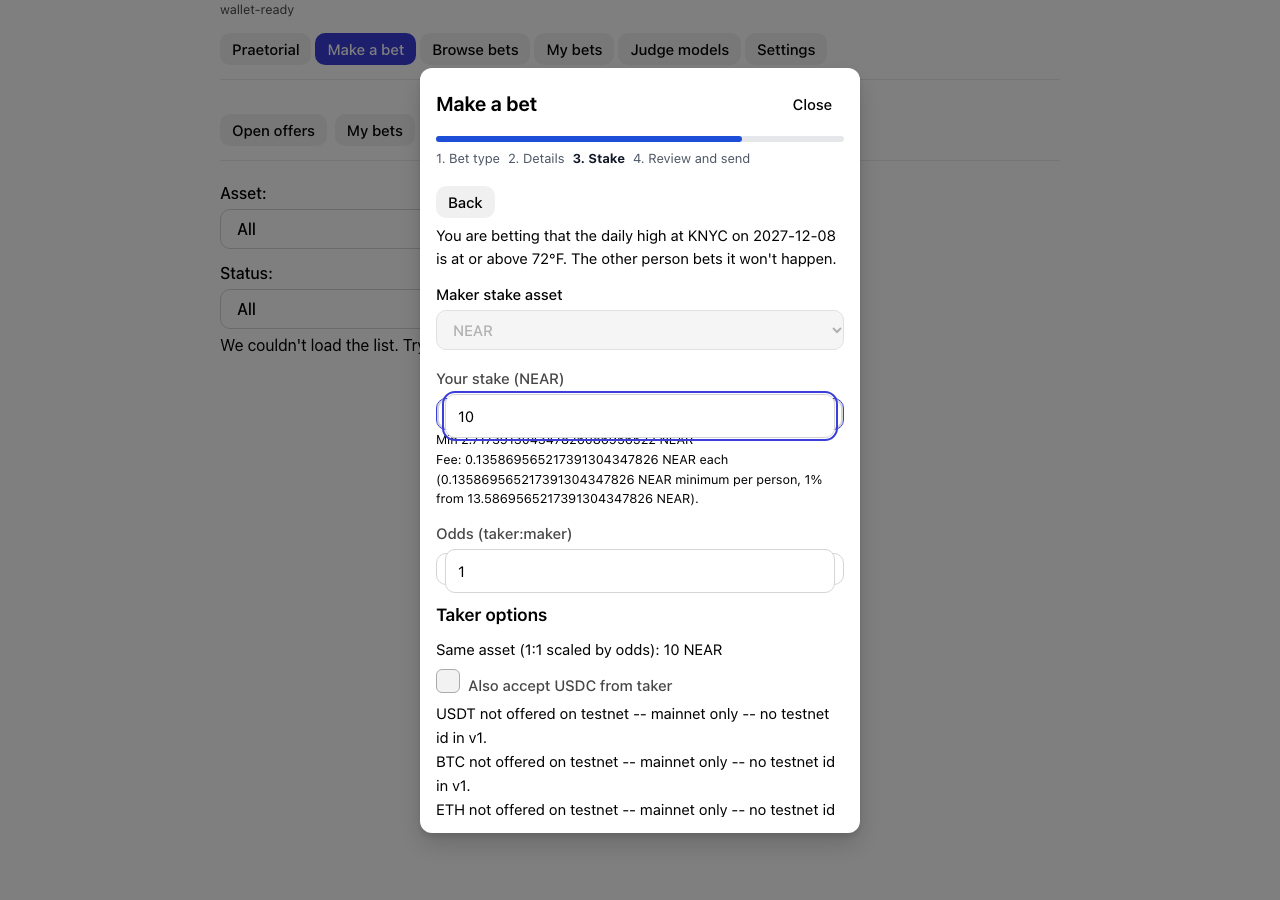 wallet-ready
Praetorial Make a bet Browse bets My bets Judge models Settings
Open offers My bets
Asset:
All
Status:
All
We couldn't load the list.
Make a bet
Close
1. Bet type 2. Details 3. Stake 4. Review and send
Back
You are betting that the daily high at KNYC on 2027-12-08
is at or above 72°F. The other person bets it won't happen.
Maker stake asset
NEAR
Your stake (NEAR)
10
Min 2.717391304347826086956522 NEAR
Fee: 0.135869565217391304347826 NEAR each
(0.135869565217391304347826 NEAR minimum per person, 1%
from 13.5869565217391304347826 NEAR).
Odds (taker:maker)
1
Taker options
Same asset (1:1 scaled by odds): 10 NEAR
Also accept USDC from taker
USDT not offered on testnet -- mainnet only -- no testnet
id in v1.
BTC not offered on testnet -- mainnet only -- no testnet id
in v1.
ETH not offered on testnet -- mainnet only -- no testnet id